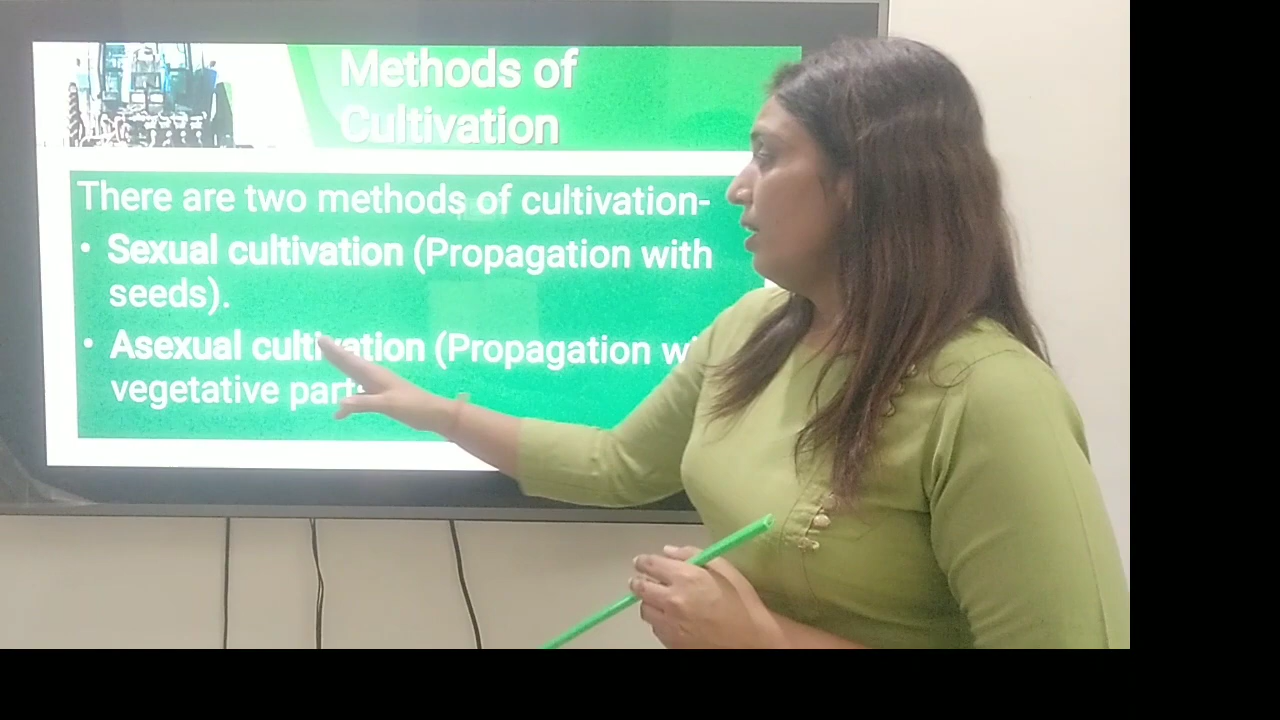 Methods of
Cultivation
There are two methods of cultivation-
• Sexual cultivation (Propagation with
seeds).
• Asexual cultivation (Propagation
vegetative